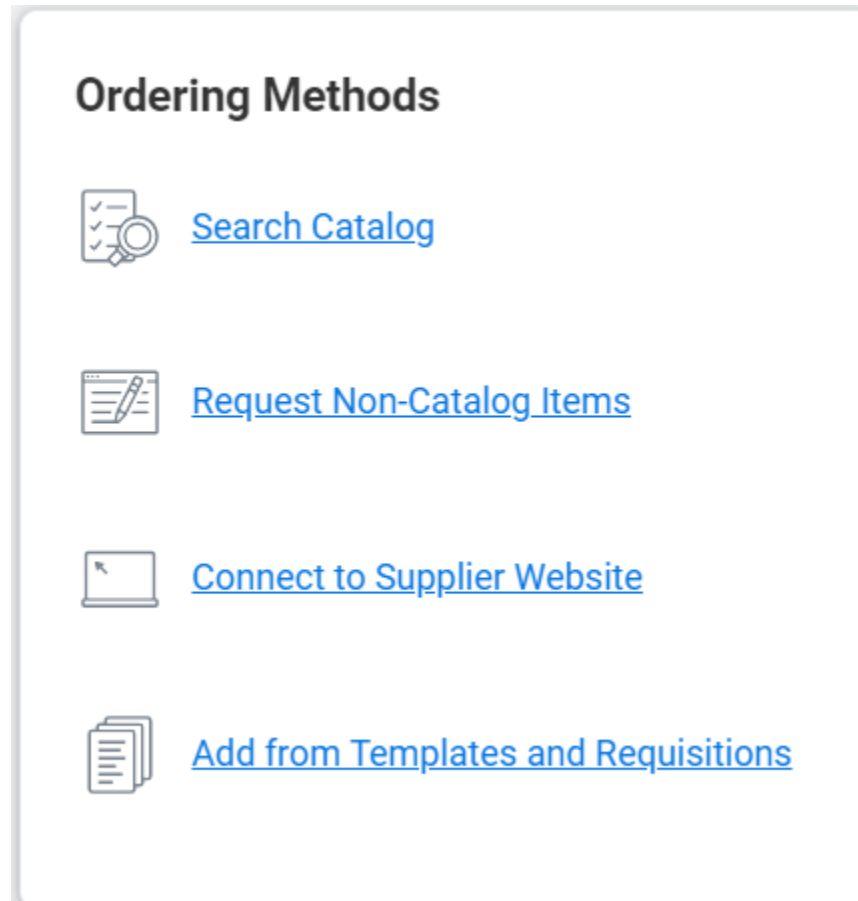 Ordering Methods
Search Catalog
Request Non-Catalog Items
Connect to Supplier Website
Add from Templates and Requisitions